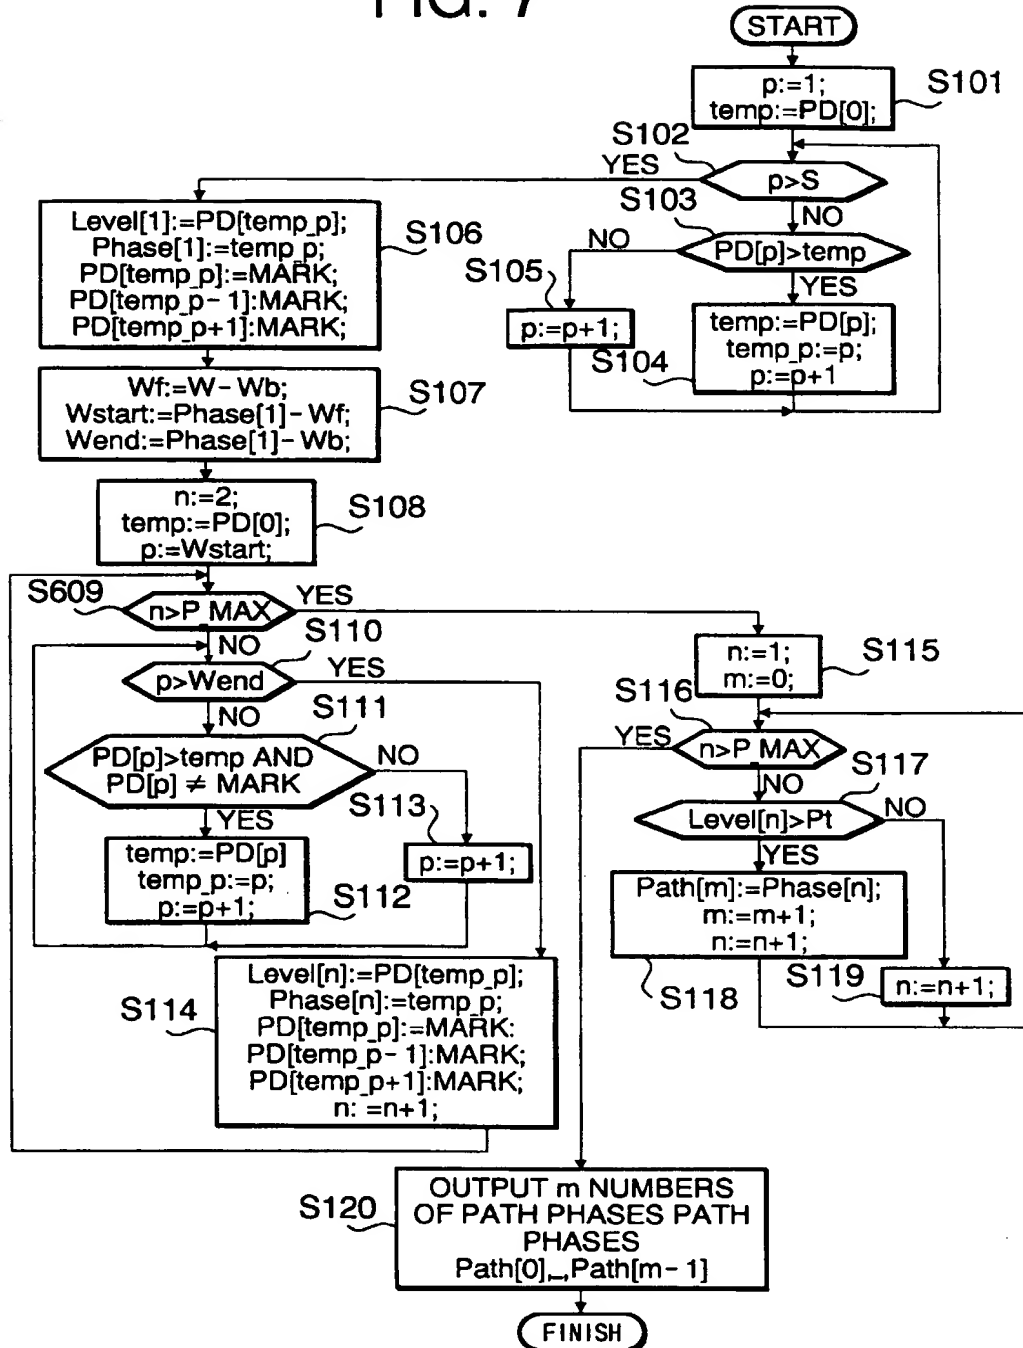 FIG. 7
START
p:=1;
temp:=PD[0];
S101
S102
YES
p>S
NO
S103
NO
PD[p]>temp
YES
S105
p:=p+1;
temp:=PD[p];
temp_p:=p;
p:=p+1
S104
Level[1]:=PD[temp_p];
Phase[1]:=temp_p;
PD[temp_p]:=MARK;
PD[temp_p-1]:MARK;
PD[temp_p+1]:MARK;
S106
Wf:=W-Wb;
Wstart:=Phase[1]-Wf;
Wend:=Phase[1]-Wb;
S107
n:=2;
temp:=PD[0];
p:=Wstart;
S108
S609
n>P_MAX
YES
NO
S110
p>Wend
YES
NO
S111
PD[p]>temp AND
PD[p] ≠ MARK
NO
YES
S113
p:=p+1;
temp:=PD[p]
temp_p:=p;
p:=p+1;
S112
Level[n]:=PD[temp_p];
Phase[n]:=temp_p;
PD[temp_p]:=MARK:
PD[temp_p-1]:MARK;
PD[temp_p+1]:MARK;
n: =n+1;
S114
n:=1;
m:=0;
S115
S116
YES
n>P_MAX
NO
S117
Level[n]>Pt
NO
YES
Path[m]:=Phase[n];
m:=m+1;
n:=n+1;
S118
S119
n:=n+1;
S120
OUTPUT m NUMBERS
OF PATH PHASES PATH
PHASES
Path[0],_,Path[m-1]
FINISH